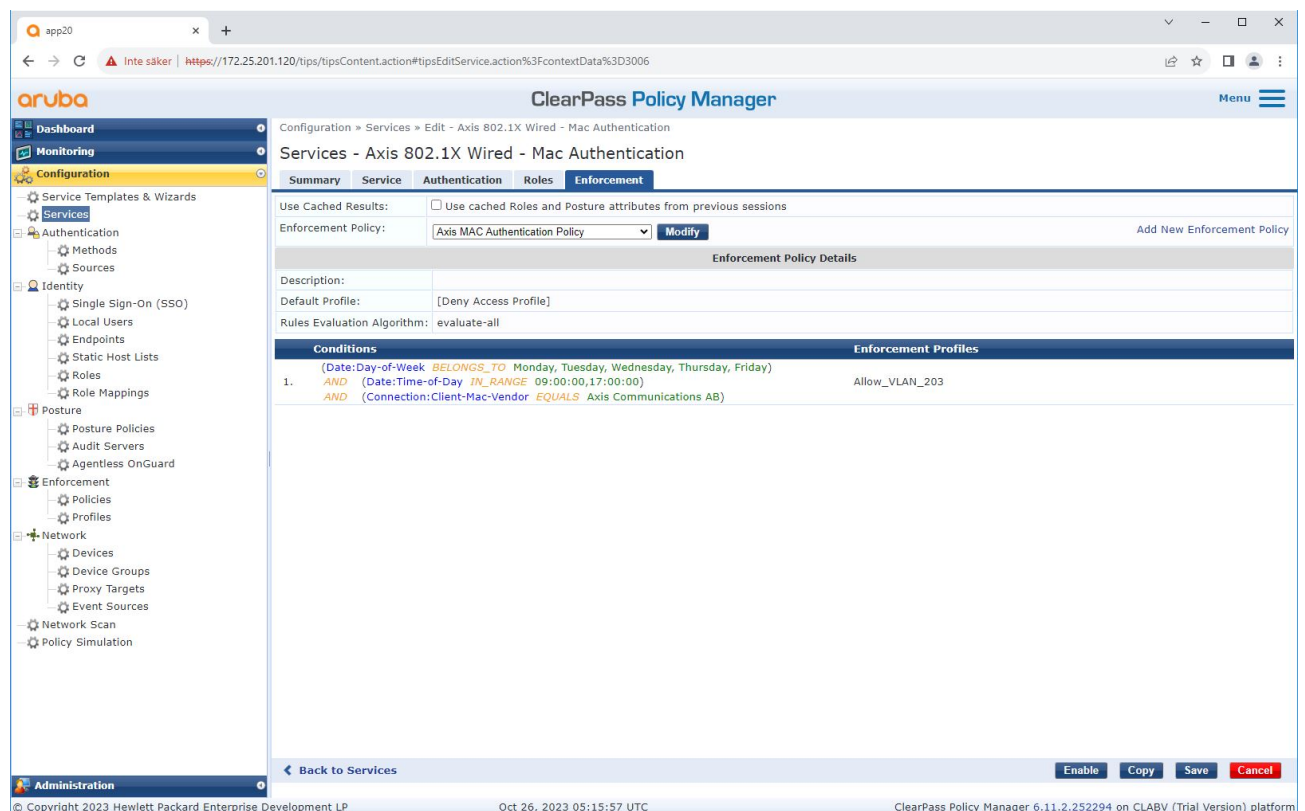 app20
Inte säker | https://172.25.201.120/tips/tipsContent.action#tipsEditService.action%3FcontextData%3D3006
aruba
ClearPass Policy Manager
Menu
Dashboard
Monitoring
Configuration
Service Templates & Wizards
Services
Authentication
Methods
Sources
Identity
Single Sign-On (SSO)
Local Users
Endpoints
Static Host Lists
Roles
Role Mappings
Posture
Posture Policies
Audit Servers
Agentless OnGuard
Enforcement
Policies
Profiles
Network
Devices
Device Groups
Proxy Targets
Event Sources
Network Scan
Policy Simulation
Administration
Configuration » Services » Edit - Axis 802.1X Wired - Mac Authentication
Services - Axis 802.1X Wired - Mac Authentication
Summary Service Authentication Roles Enforcement
Use Cached Results: Use cached Roles and Posture attributes from previous sessions
Enforcement Policy: Axis MAC Authentication Policy Modify Add New Enforcement Policy
Enforcement Policy Details
Description:
Default Profile: [Deny Access Profile]
Rules Evaluation Algorithm: evaluate-all
Conditions Enforcement Profiles
(Date:Day-of-Week BELONGS_TO Monday, Tuesday, Wednesday, Thursday, Friday)
1. AND (Date:Time-of-Day IN_RANGE 09:00:00,17:00:00) Allow_VLAN_203
AND (Connection:Client-Mac-Vendor EQUALS Axis Communications AB)
Back to Services Enable Copy Save Cancel
© Copyright 2023 Hewlett Packard Enterprise Development LP Oct 26, 2023 05:15:57 UTC ClearPass Policy Manager 6.11.2.252294 on CLABV (Trial Version) platform